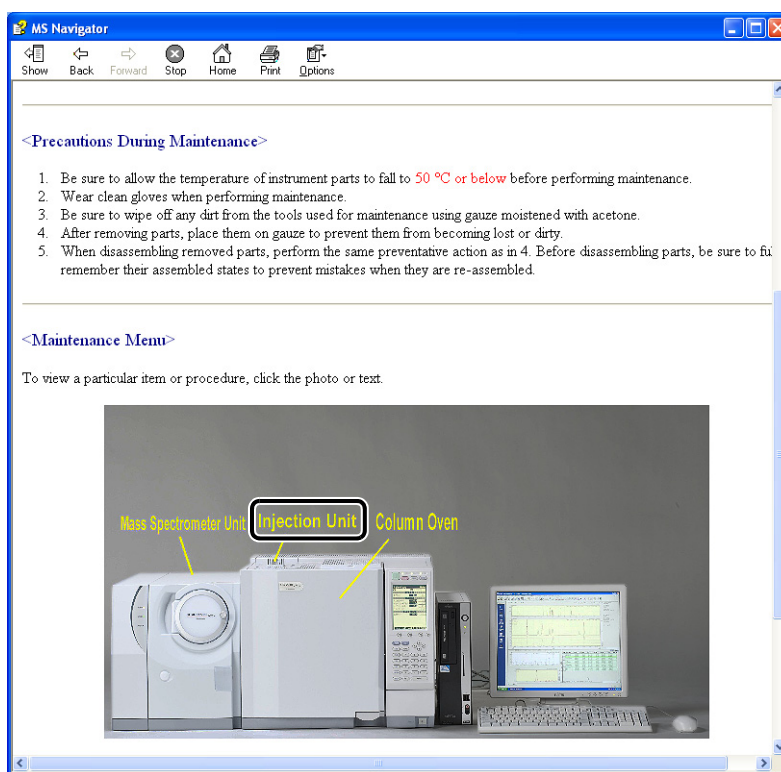 MS Navigator
Show Back Forward Stop Home Print Options
<Precautions During Maintenance>
1. Be sure to allow the temperature of instrument parts to fall to 50 °C or below before performing maintenance.
2. Wear clean gloves when performing maintenance.
3. Be sure to wipe off any dirt from the tools used for maintenance using gauze moistened with acetone.
4. After removing parts, place them on gauze to prevent them from becoming lost or dirty.
5. When disassembling removed parts, perform the same preventative action as in 4. Before disassembling parts, be sure to ful
remember their assembled states to prevent mistakes when they are re-assembled.
<Maintenance Menu>
To view a particular item or procedure, click the photo or text.
Mass Spectrometer Unit Injection Unit Column Oven